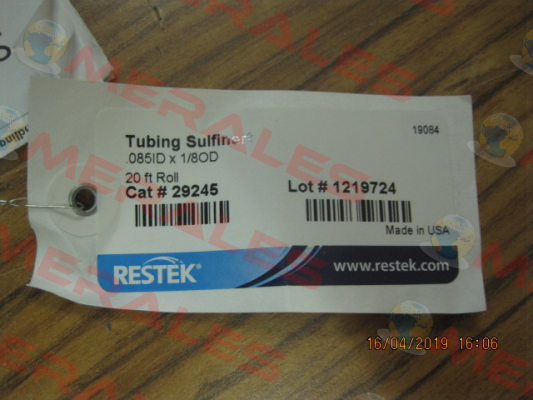 19084
Tubing Sulfinert
.085ID x 1/8OD
20 ft Roll
Cat # 29245
Lot # 1219724
Made in USA
RESTEK®
www.restek.com
MERALES
16/04/2019 16:06